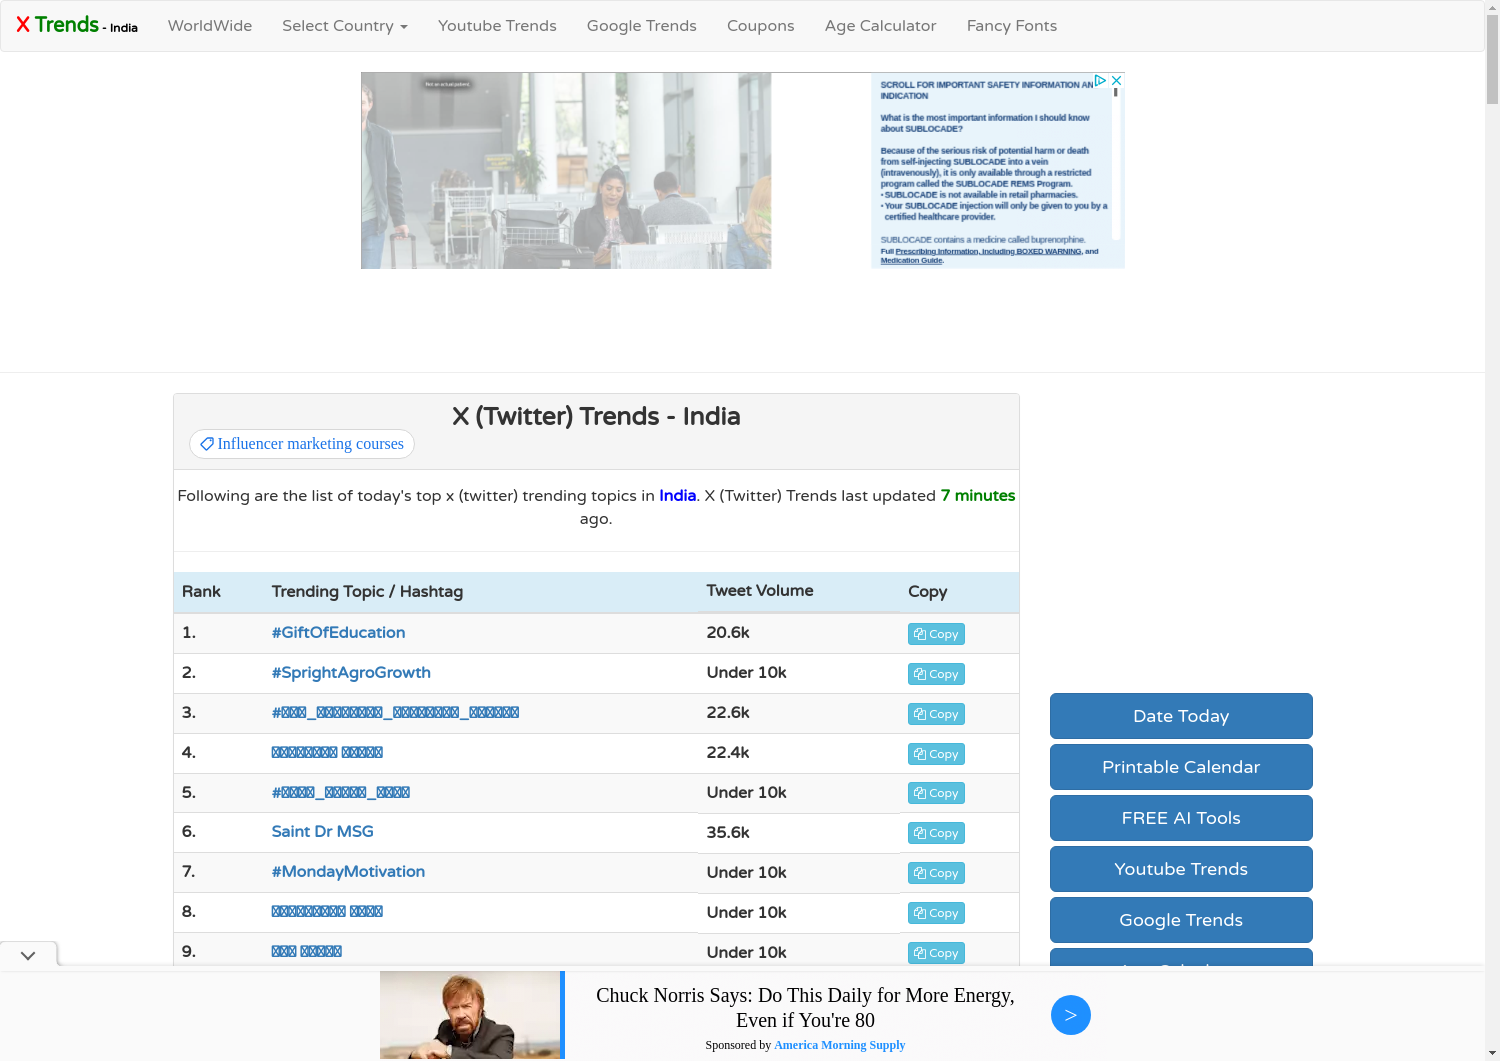 X Trends - India WorldWide Select Country Youtube Trends Google Trends Coupons Age Calculator Fancy Fonts
Not an actual patient
SCROLL FOR IMPORTANT SAFETY INFORMATION AN
INDICATION
What is the most important information I should know
about SUBLOCADE?
Because of the serious risk of potential harm or death
from self-injecting SUBLOCADE into a vein
(intravenously), it is only available through a restricted
program called the SUBLOCADE REMS Program.
• SUBLOCADE is not available in retail pharmacies.
• Your SUBLOCADE injection will only be given to you by a
certified healthcare provider.
SUBLOCADE contains a medicine called buprenorphine.
Full Prescribing Information, including BOXED WARNING, and
Medication Guide.
X (Twitter) Trends - India
Influencer marketing courses
Following are the list of today's top x (twitter) trending topics in India. X (Twitter) Trends last updated 7 minutes
ago.
Rank Trending Topic / Hashtag Tweet Volume Copy
1. #GiftOfEducation 20.6k Copy
2. #SprightAgroGrowth Under 10k Copy
3. 22.6k Copy
4. 22.4k Copy
5. Under 10k Copy
6. Saint Dr MSG 35.6k Copy
7. #MondayMotivation Under 10k Copy
8. Under 10k Copy
9. Under 10k Copy
Date Today
Printable Calendar
FREE AI Tools
Youtube Trends
Google Trends
Chuck Norris Says: Do This Daily for More Energy,
Even if You're 80
Sponsored by America Morning Supply
>